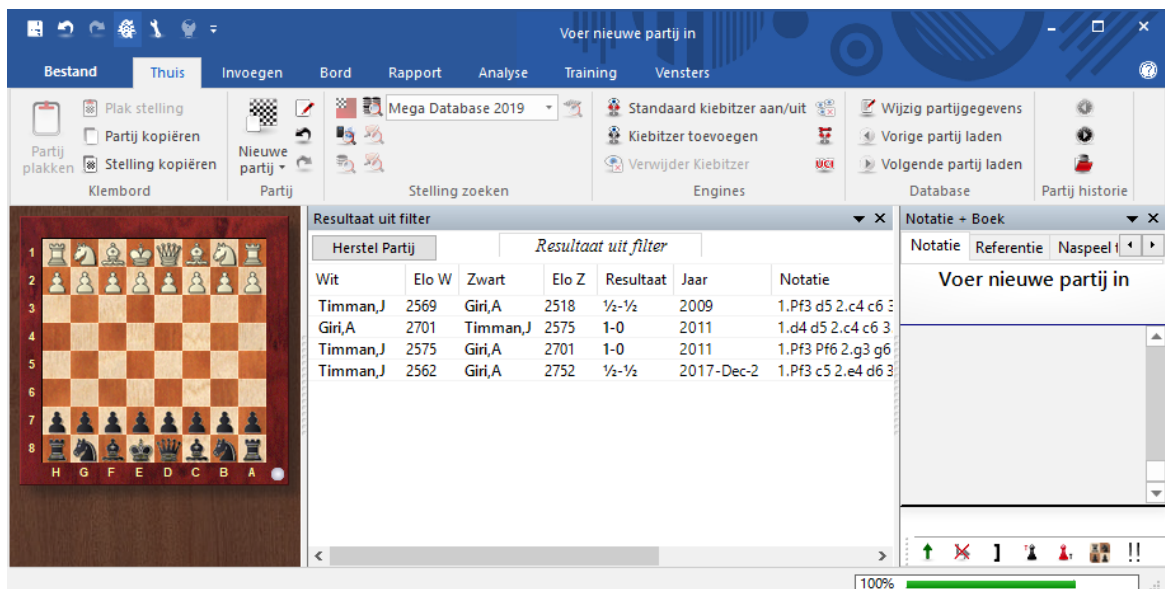 Voer nieuwe partij in
Bestand Thuis Invoegen Bord Rapport Analyse Training Vensters
Plak stelling
Partij kopiëren
Stelling kopiëren
Partij
plakken
Klembord
Nieuwe
partij
Partij
Mega Database 2019
Stelling zoeken
Standaard kiebitzer aan/uit
Kiebitzer toevoegen
Verwijder Kiebitzer
UCI
Engines
Wijzig partijgegevens
Vorige partij laden
Volgende partij laden
Database
Partij historie
1
2
3
4
5
6
7
8
H G F E D C B A
Resultaat uit filter
Herstel Partij Resultaat uit filter
Wit Elo W Zwart Elo Z Resultaat Jaar Notatie
Timman,J 2569 Giri,A 2518 ½-½ 2009 1.Pf3 d5 2.c4 c6 3
Giri,A 2701 Timman,J 2575 1-0 2011 1.d4 d5 2.c4 c6 3.
Timman,J 2575 Giri,A 2701 1-0 2011 1.Pf3 Pf6 2.g3 g6
Timman,J 2562 Giri,A 2752 ½-½ 2017-Dec-2 1.Pf3 c5 2.e4 d6 3
Notatie + Boek
Notatie Referentie Naspeel
Voer nieuwe partij in
] !!
100%